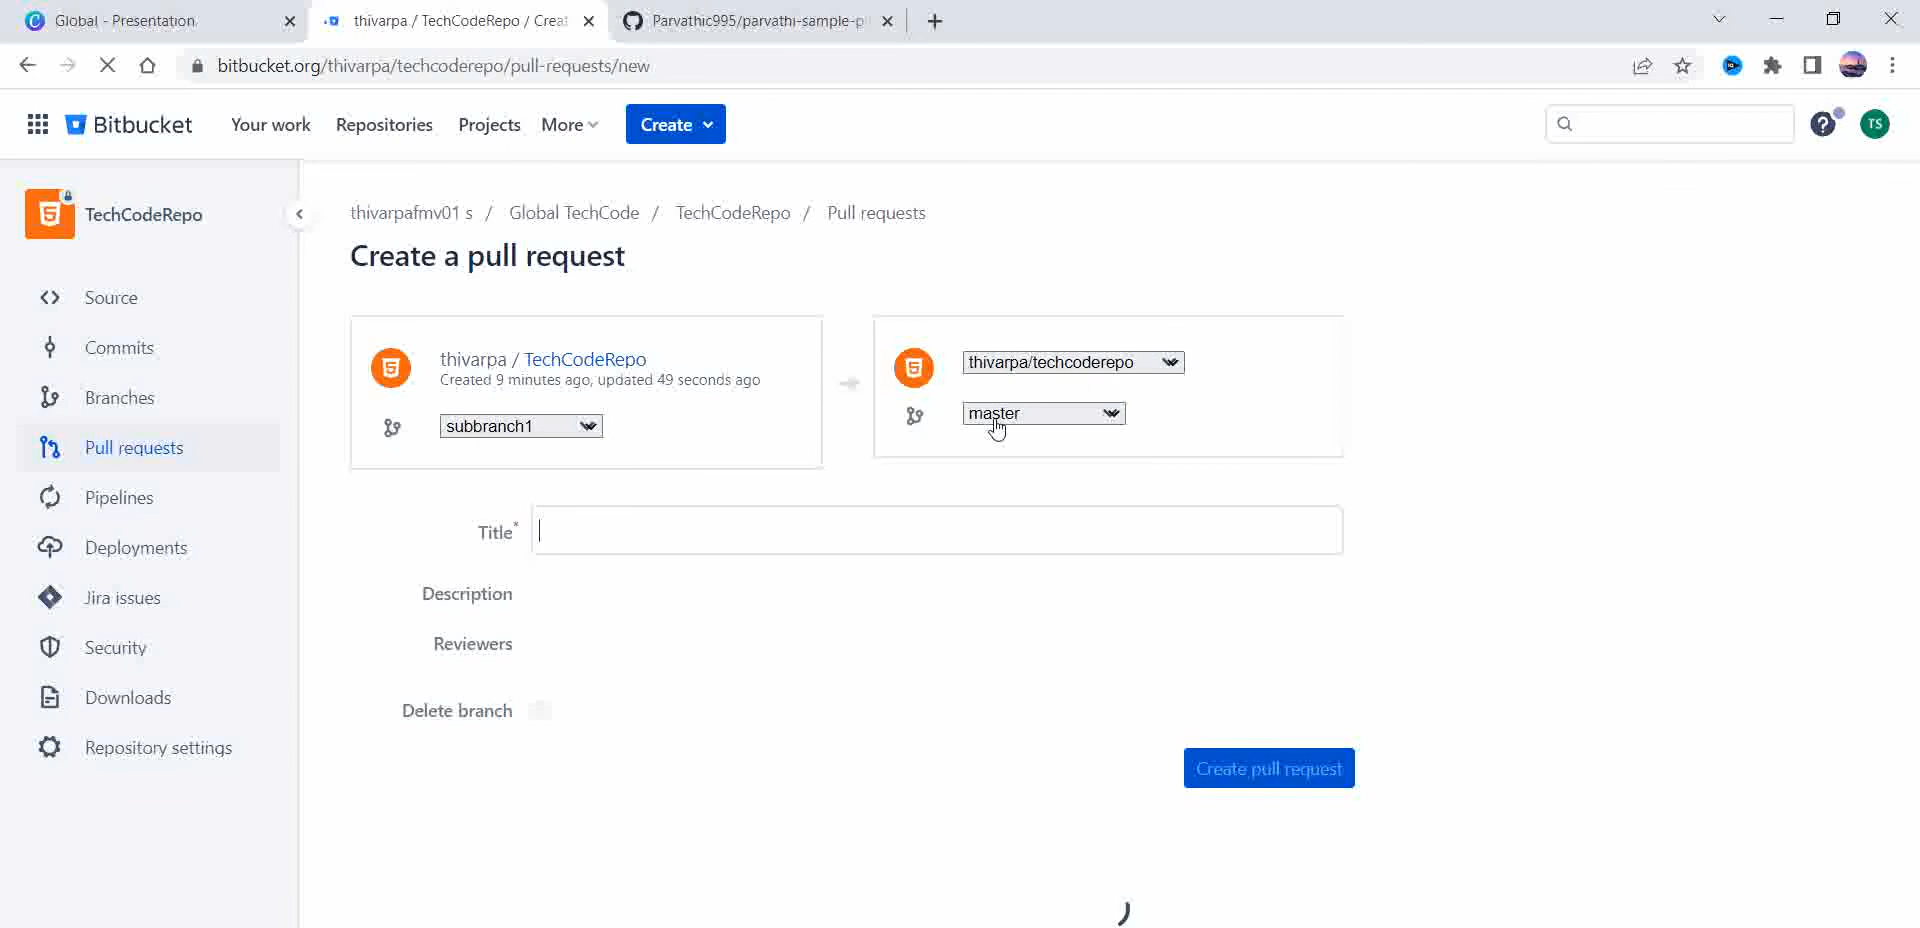 Global - Presentation
thivarpa / TechCodeRepo / Creat
Parvathic995/parvathi-sample-p
bitbucket.org/thivarpa/techcoderepo/pull-requests/new
Bitbucket
Your work
Repositories
Projects
More
Create
TS
TechCodeRepo
thivarpafmv01 s / Global TechCode / TechCodeRepo / Pull requests
Create a pull request
Source
Commits
Branches
Pull requests
Pipelines
Deployments
Jira issues
Security
Downloads
Repository settings
thivarpa / TechCodeRepo
Created 9 minutes ago, updated 49 seconds ago
subbranch1
thivarpa/techcoderepo
master
Title*
Description
Reviewers
Delete branch
Create pull request